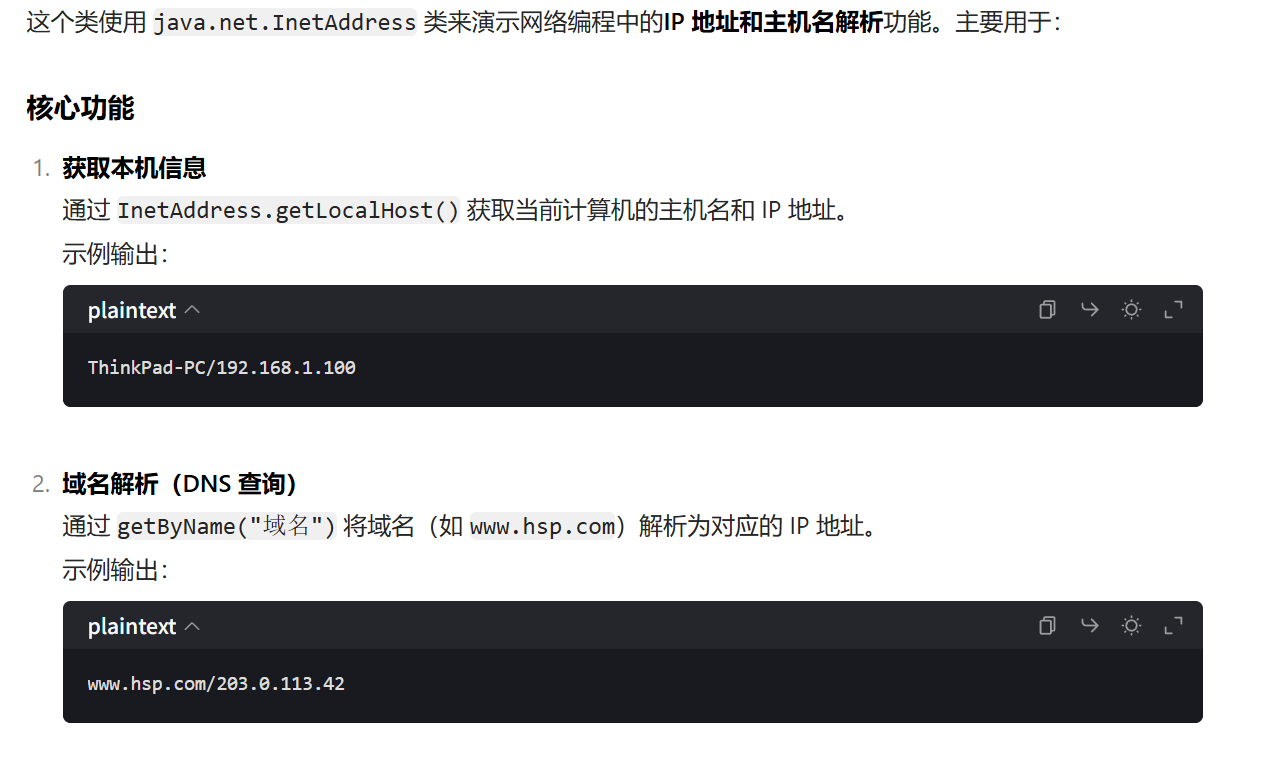 这个类使用 java.net.InetAddress 类来演示网络编程中的IP 地址和主机名解析功能。主要用于：
核心功能
1. 获取本机信息
通过 InetAddress.getLocalHost() 获取当前计算机的主机名和 IP 地址。
示例输出：
plaintext
ThinkPad-PC/192.168.1.100
2. 域名解析（DNS 查询）
通过 getByName("域名") 将域名（如 www.hsp.com）解析为对应的 IP 地址。
示例输出：
plaintext
www.hsp.com/203.0.113.42